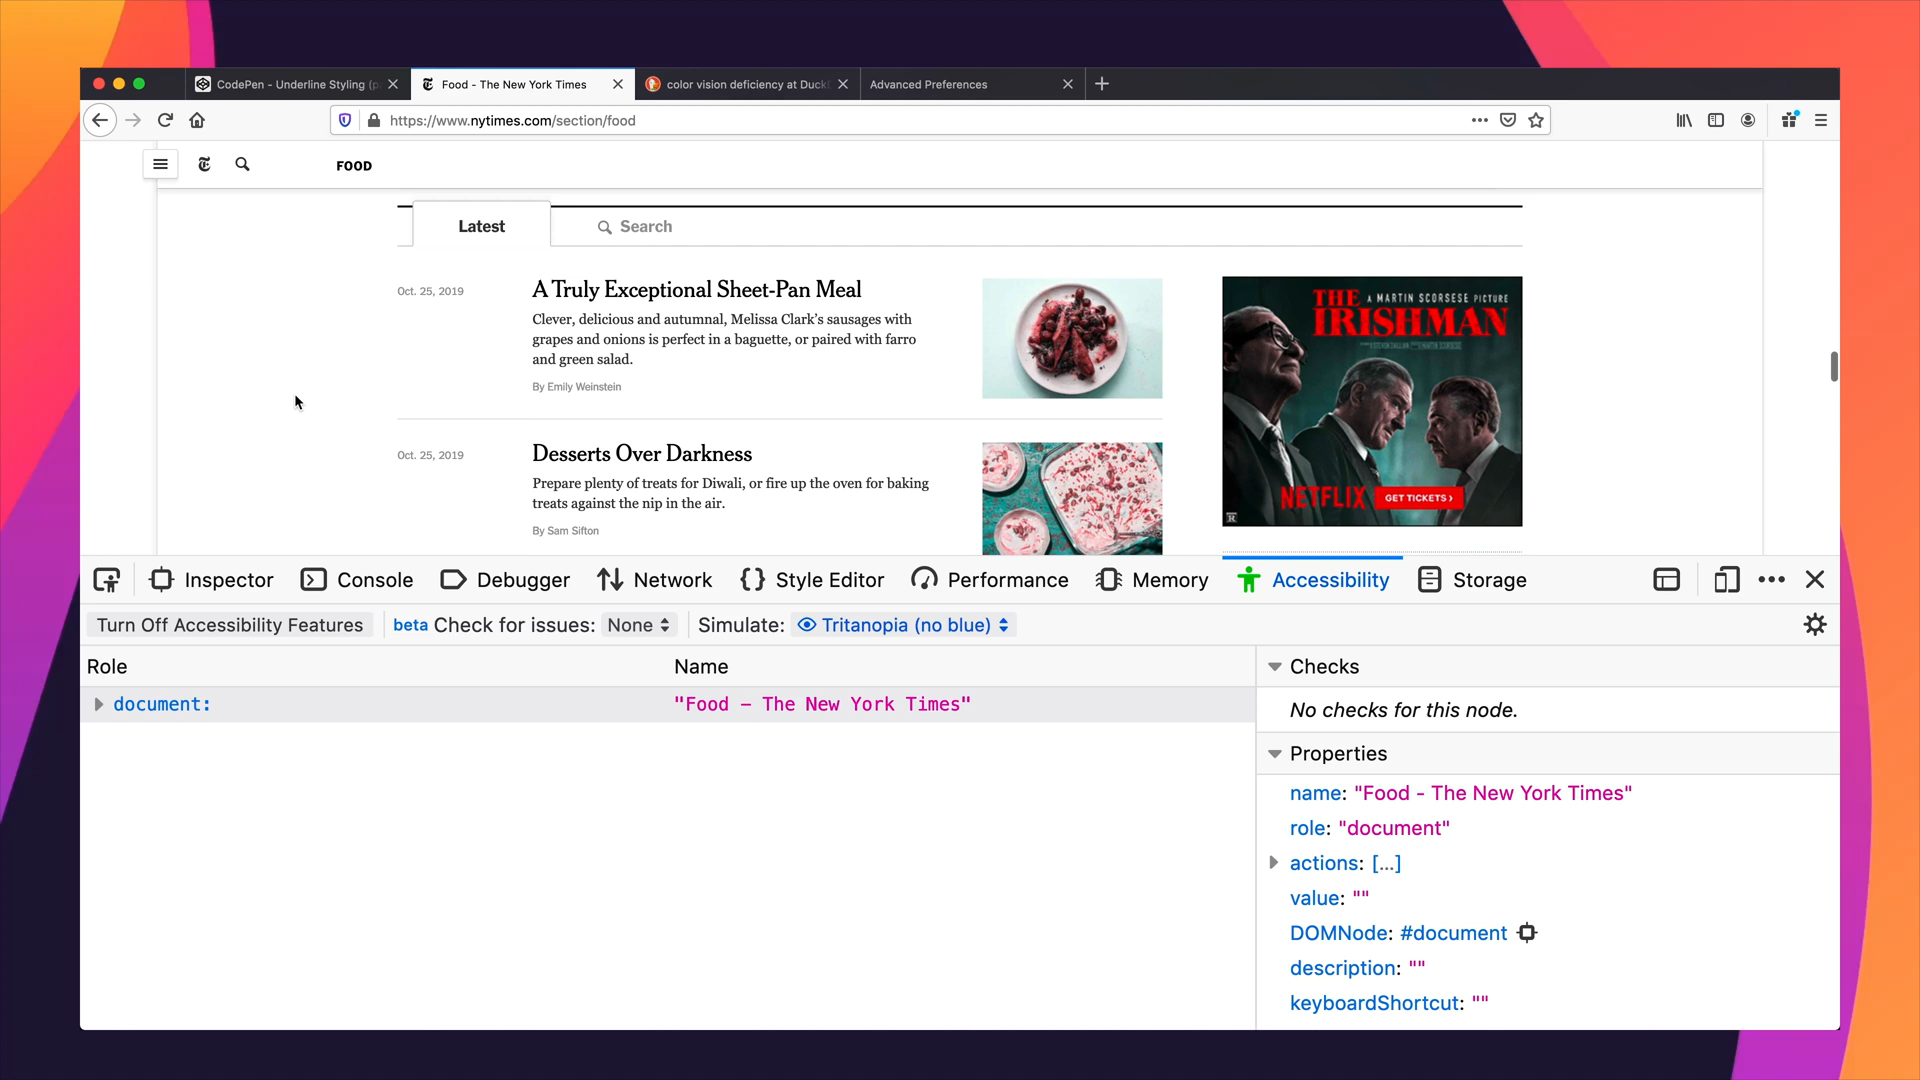 CodePen - Underline Styling (p
Food - The New York Times
color vision deficiency at Duck
Advanced Preferences
https://www.nytimes.com/section/food
FOOD
Latest
Search
Oct. 25, 2019
A Truly Exceptional Sheet-Pan Meal
Clever, delicious and autumnal, Melissa Clark’s sausages with
grapes and onions is perfect in a baguette, or paired with farro
and green salad.
By Emily Weinstein
Oct. 25, 2019
Desserts Over Darkness
Prepare plenty of treats for Diwali, or fire up the oven for baking
treats against the nip in the air.
By Sam Sifton
THE A MARTIN SCORSESE PICTURE
IRISHMAN
NETFLIX GET TICKETS ›
R
Inspector
Console
Debugger
Network
Style Editor
Performance
Memory
Accessibility
Storage
Turn Off Accessibility Features
beta Check for issues: None
Simulate: Tritanopia (no blue)
Role
Name
document:
"Food – The New York Times"
Checks
No checks for this node.
Properties
name: "Food - The New York Times"
role: "document"
actions: […]
value: ""
DOMNode: #document
description: ""
keyboardShortcut: ""